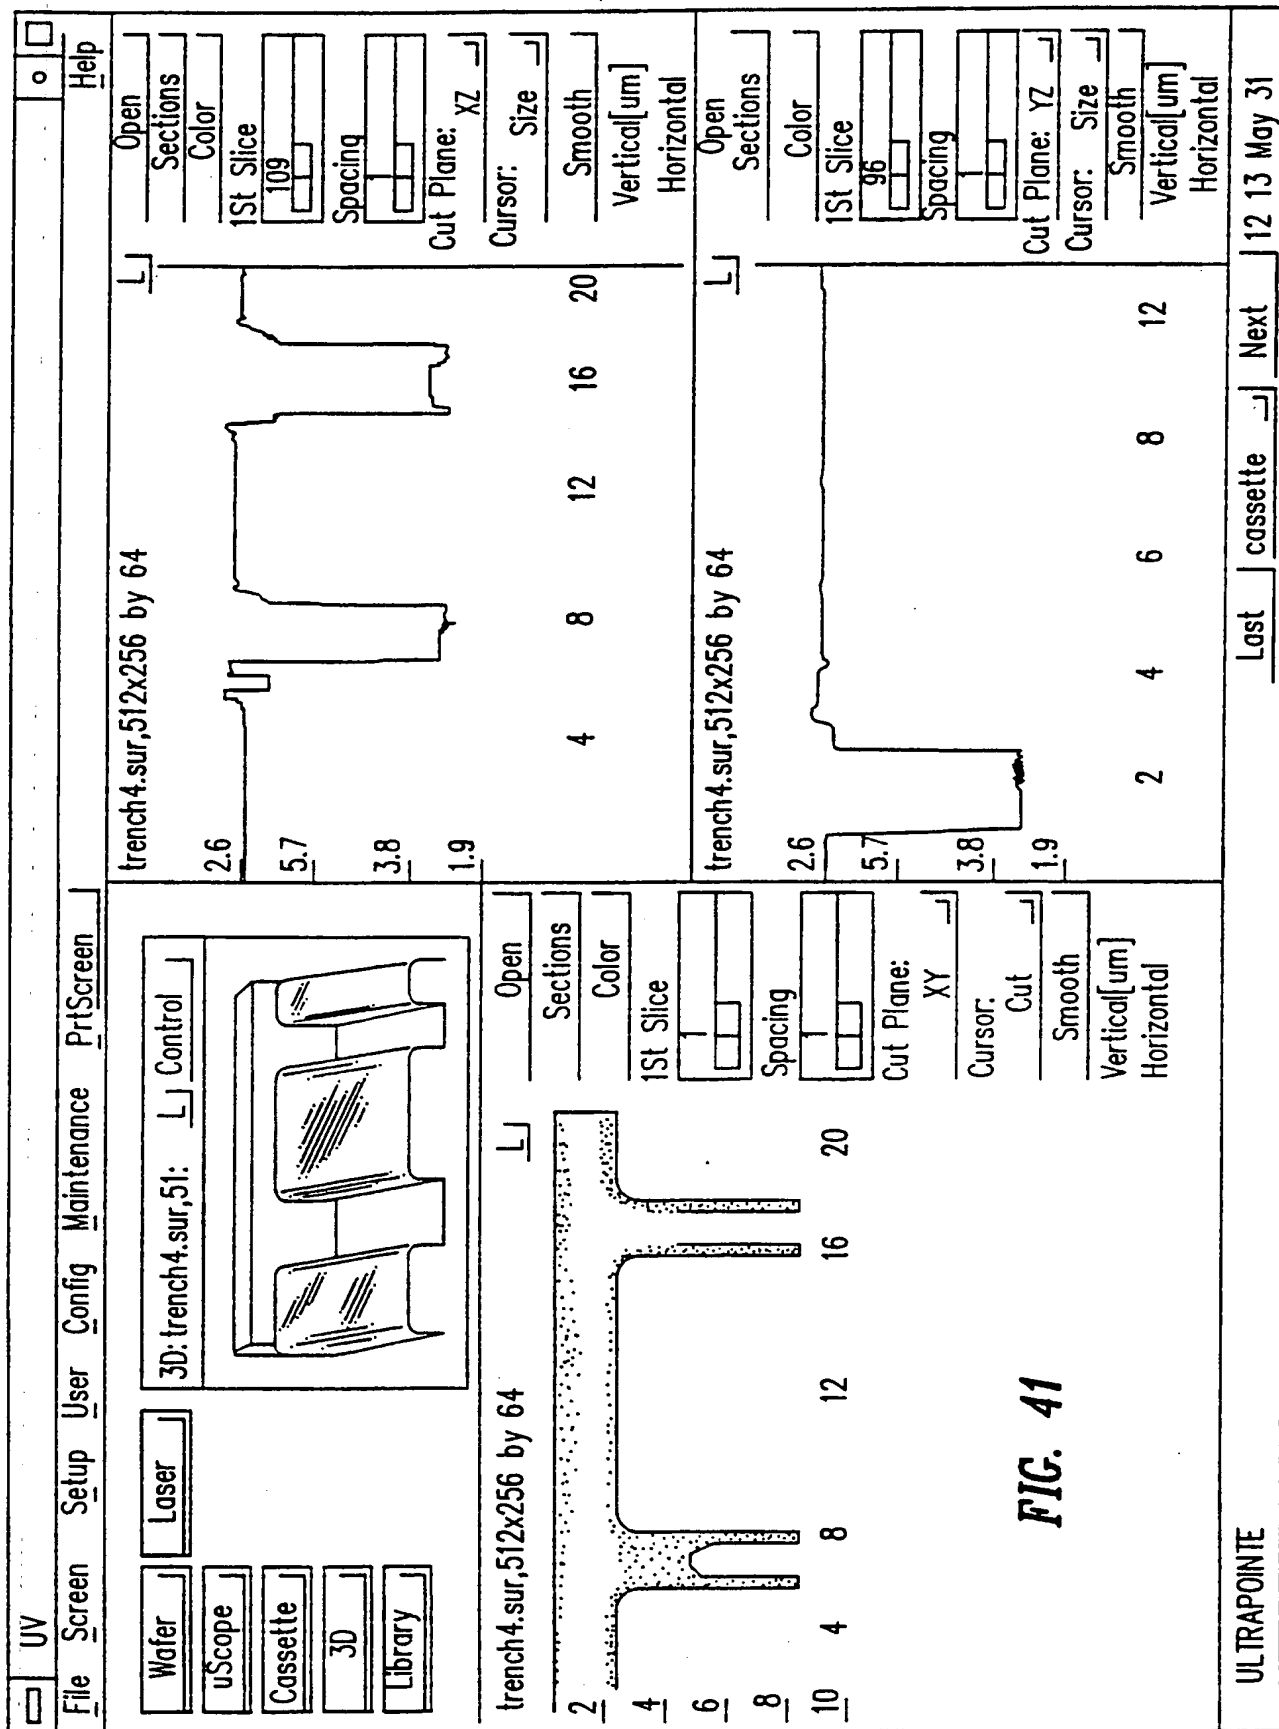 UV
File Screen Setup User Config Maintenance PrtScreen Help
Wafer
Laser
uScope
Cassette
3D
Library
3D: trench4.sur,51: L Control
trench4.sur,512x256 by 64 L
2
4
6
8
10
4 8 12 16 20
Open
Sections
Color
1St Slice
1
Spacing
1
Cut Plane:
XY
Cursor:
Cut
Smooth
Vertical[um]
Horizontal
trench4.sur,512x256 by 64 L
2.6
5.7
3.8
1.9
4 8 12 16 20
Open
Sections
Color
1St Slice
109
Spacing
1
Cut Plane:
XZ
Cursor:
Size
Smooth
Vertical[um]
Horizontal
trench4.sur,512x256 by 64 L
2.6
5.7
3.8
1.9
2 4 6 8 12
Open
Sections
Color
1St Slice
96
Spacing
1
Cut Plane: YZ
Cursor: Size
Smooth
Vertical[um]
Horizontal
FIG. 41
ULTRAPOINTE Last cassette Next 12 13 May 31